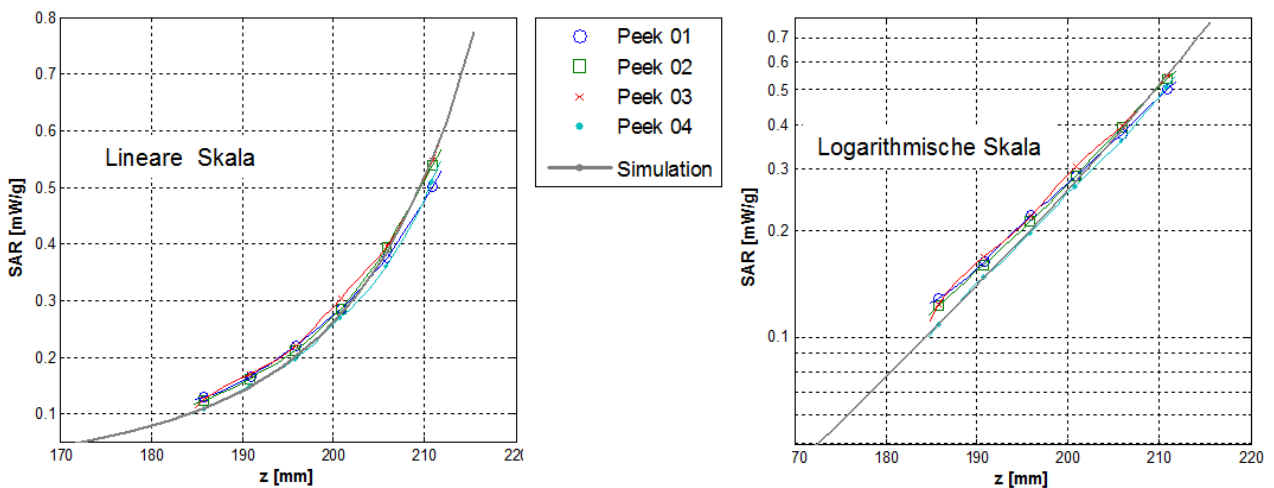 0.8
0.7
0.6
0.5
0.4
0.3
0.2
0.1
SAR [mW/g]
Lineare Skala
170 180 190 200 210 220
z [mm]
Peek 01
Peek 02
Peek 03
Peek 04
Simulation
0.7
0.6
0.5
0.4
0.3
0.2
0.1
SAR [mW/g]
Logarithmische Skala
70 180 190 200 210 220
z [mm]